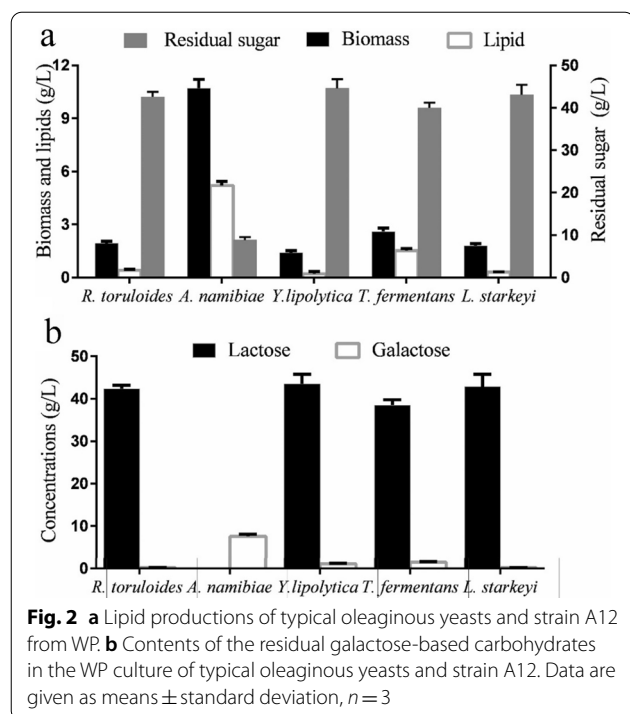 a
Residual sugar Biomass Lipid
Biomass and lipids (g/L)
12
9
6
3
0
50
40
30
20
10
0
Residual sugar (g/L)
R. toruloides A. namibiae Y.lipolytica T. fermentans L. starkeyi
b
Lactose Galactose
Concentrations (g/L)
50
40
30
20
10
0
R. toruloides A. namibiae Y.lipolytica T. fermentans L. starkeyi
Fig. 2 a Lipid productions of typical oleaginous yeasts and strain A12
from WP. b Contents of the residual galactose-based carbohydrates
in the WP culture of typical oleaginous yeasts and strain A12. Data are
given as means ± standard deviation, n = 3